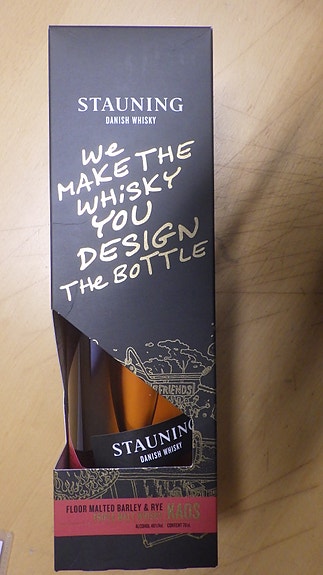 STAUNING
DANISH WHISKY
We
MAKE THE
WHiSKY
YOU
DESIGN
THe BoTTLE
FRIENDS
STAUNING
DANISH WHISKY
FLOOR MALTED BARLEY & RYE
KAOS